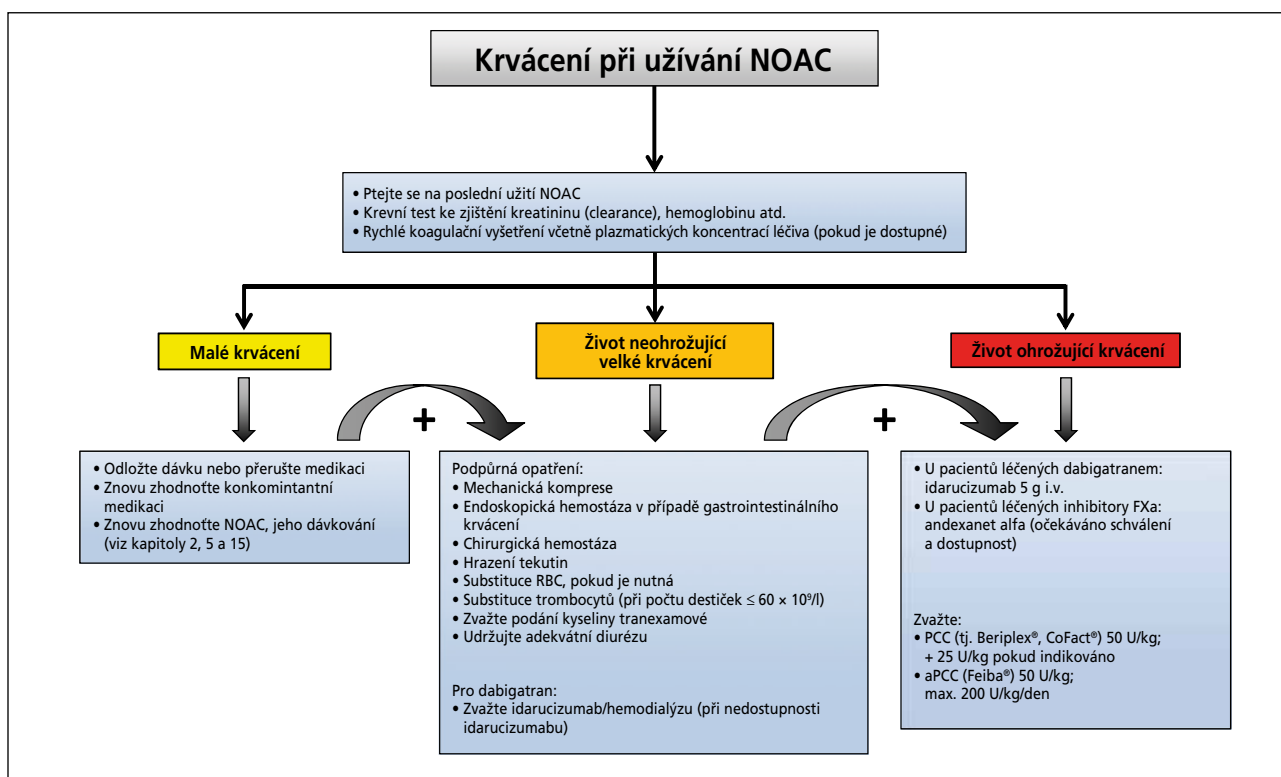 Krvácení při užívání NOAC
• Ptejte se na poslední užití NOAC
• Krevní test ke zjištění kreatininu (clearance), hemoglobinu atd.
• Rychlé koagulační vyšetření včetně plazmatických koncentrací léčiva (pokud je dostupné)
Malé krvácení
Život neohrožující
velké krvácení
Život ohrožující krvácení
+
+
• Odložte dávku nebo přerušte medikaci
• Znovu zhodnoťte konkomintantní
medikaci
• Znovu zhodnoťte NOAC, jeho dávkování
(viz kapitoly 2, 5 a 15)
Podpůrná opatření:
• Mechanická komprese
• Endoskopická hemostáza v případě gastrointestinálního
krvácení
• Chirurgická hemostáza
• Hrazení tekutin
• Substituce RBC, pokud je nutná
• Substituce trombocytů (při počtu destiček ≤ 60 × 10⁹/l)
• Zvažte podání kyseliny tranexamové
• Udržujte adekvátní diurézu
Pro dabigatran:
• Zvažte idarucizumab/hemodialýzu (při nedostupnosti
idarucizumabu)
• U pacientů léčených dabigatranem:
idarucizumab 5 g i.v.
• U pacientů léčených inhibitory FXa:
andexanet alfa (očekáváno schválení
a dostupnost)
Zvažte:
• PCC (tj. Beriplex®, CoFact®) 50 U/kg;
+ 25 U/kg pokud indikováno
• aPCC (Feiba®) 50 U/kg;
max. 200 U/kg/den